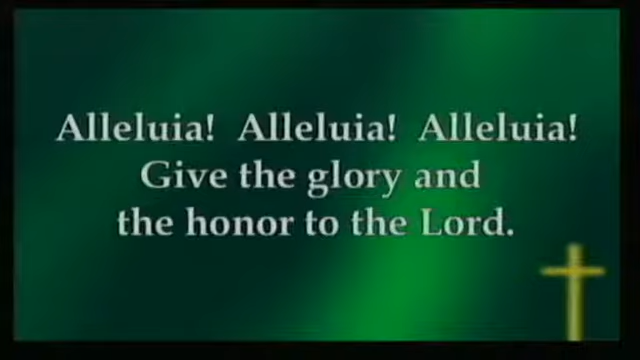 Alleluia! Alleluia! Alleluia!
Give the glory and
the honor to the Lord.